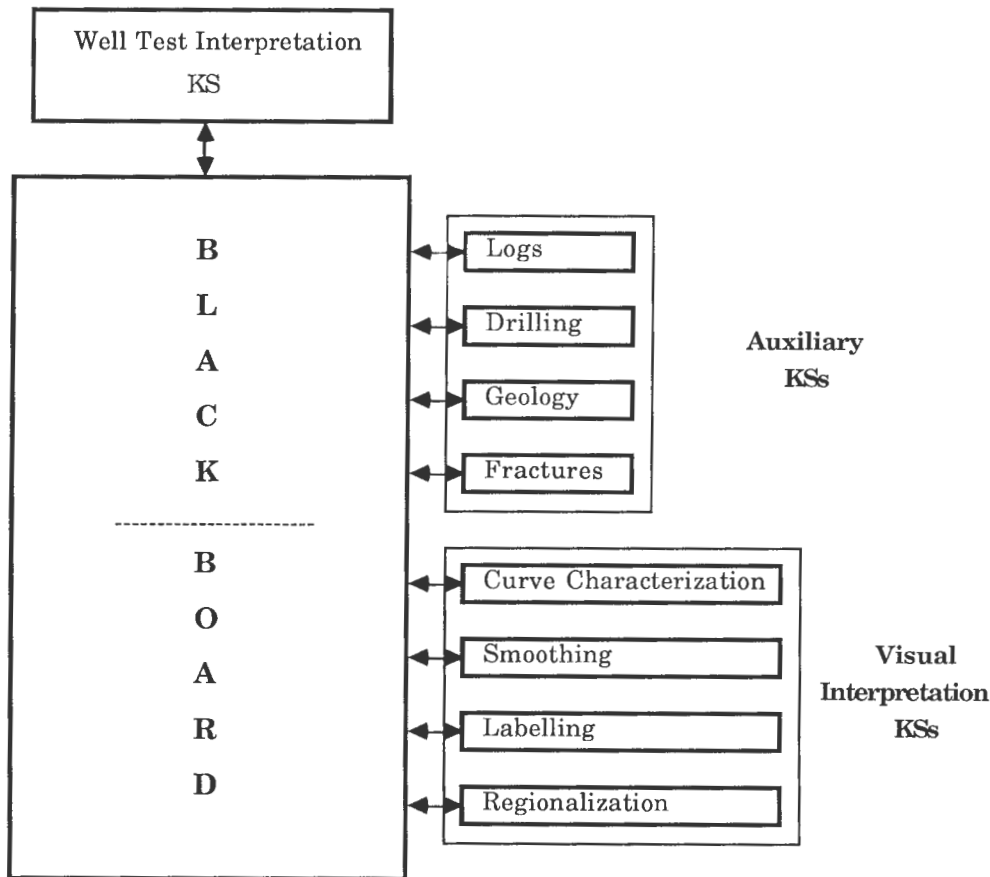 Well Test Interpretation
KS
B
L
A
C
K
B
O
A
R
D
Logs
Drilling
Geology
Fractures
Auxiliary
KSs
Curve Characterization
Smoothing
Labelling
Regionalization
Visual
Interpretation
KSs